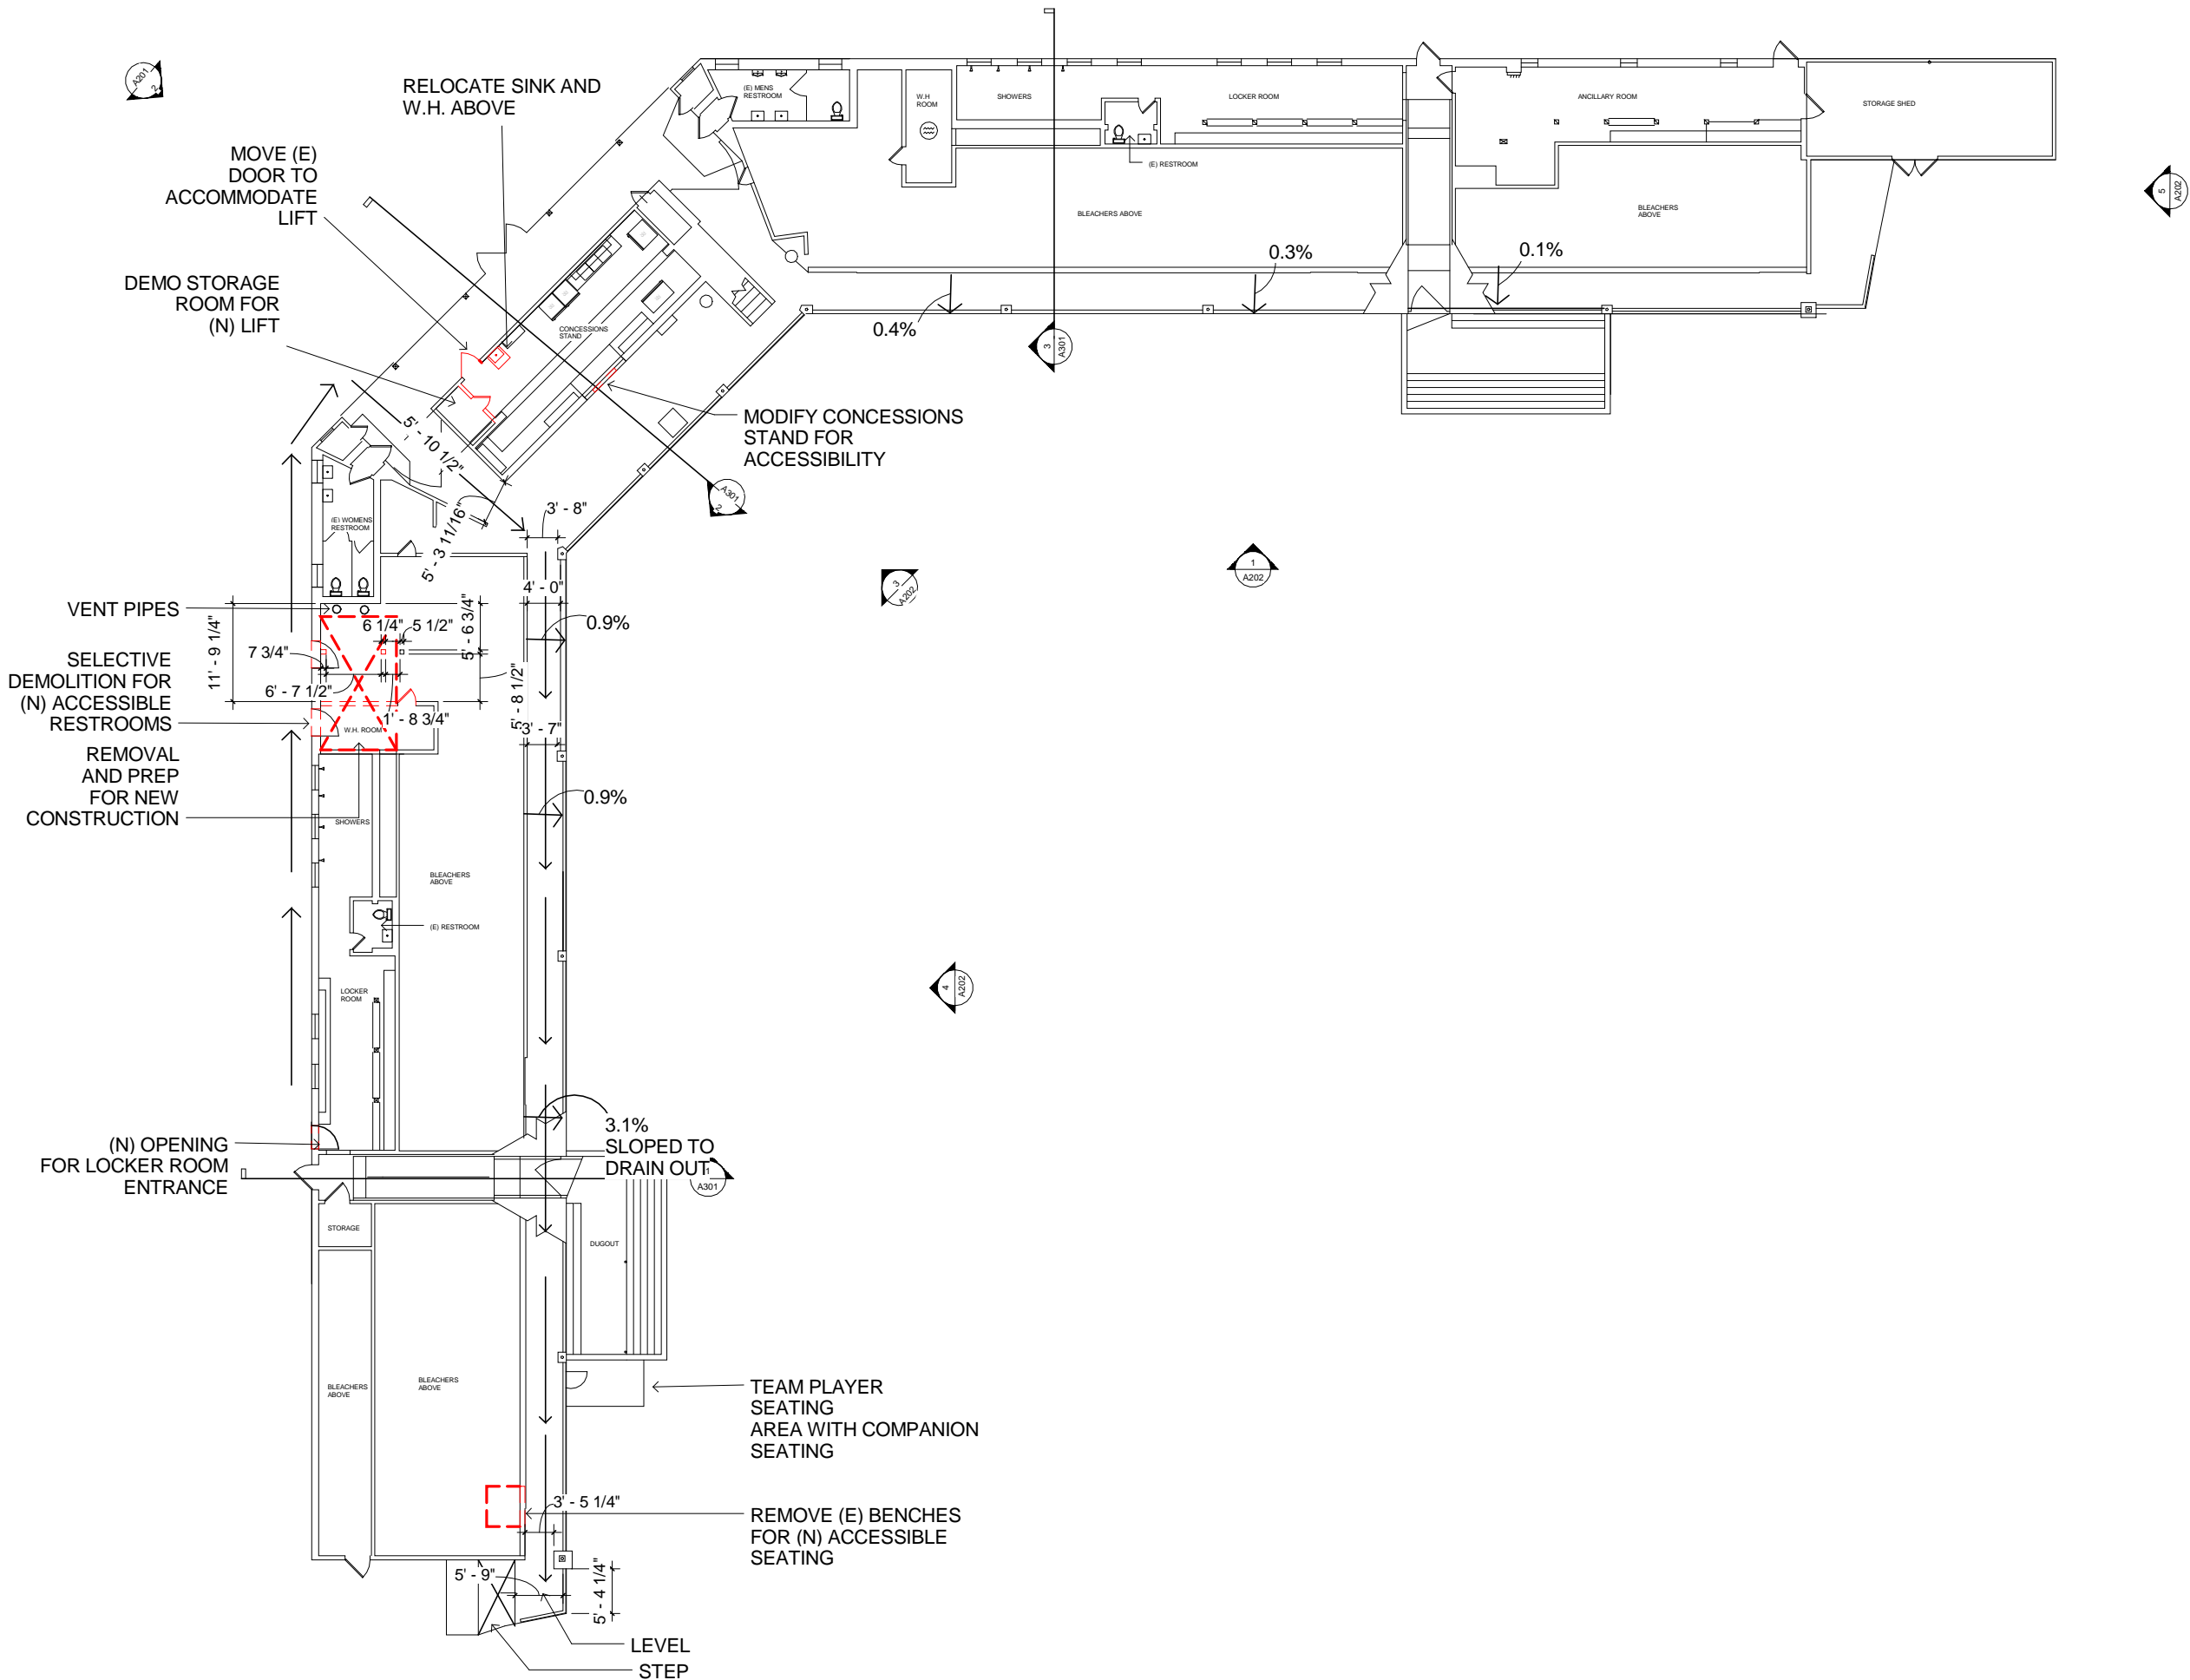 A201
2
RELOCATE SINK AND
W.H. ABOVE
MOVE (E)
DOOR TO
ACCOMMODATE
LIFT
DEMO STORAGE
ROOM FOR
(N) LIFT
(E) MENS
RESTROOM
W.H
ROOM
SHOWERS
LOCKER ROOM
(E) RESTROOM
ANCILLARY ROOM
STORAGE SHED
BLEACHERS ABOVE
BLEACHERS
ABOVE
5
A202
0.4%
0.3%
0.1%
3
A301
CONCESSIONS
STAND
MODIFY CONCESSIONS
STAND FOR
ACCESSIBILITY
5' - 10 1/2"
5' - 3 11/16"
A301
2
3' - 8"
(E) WOMENS
RESTROOM
3
A202
1
A202
VENT PIPES
4' - 0"
0.9%
6 1/4"
5 1/2"
5' - 6 3/4"
11' - 9 1/4"
7 3/4"
6' - 7 1/2"
5' - 8 1/2"
1' - 8 3/4"
3' - 7"
SELECTIVE
DEMOLITION FOR
(N) ACCESSIBLE
RESTROOMS
W.H. ROOM
REMOVAL
AND PREP
FOR NEW
CONSTRUCTION
0.9%
SHOWERS
BLEACHERS
ABOVE
(E) RESTROOM
LOCKER
ROOM
4
A202
3.1%
SLOPED TO
DRAIN OUT
1
A301
(N) OPENING
FOR LOCKER ROOM
ENTRANCE
STORAGE
DUGOUT
BLEACHERS
ABOVE
BLEACHERS
ABOVE
TEAM PLAYER
SEATING
AREA WITH COMPANION
SEATING
3' - 5 1/4"
REMOVE (E) BENCHES
FOR (N) ACCESSIBLE
SEATING
5' - 9"
5' - 4 1/4"
LEVEL
STEP